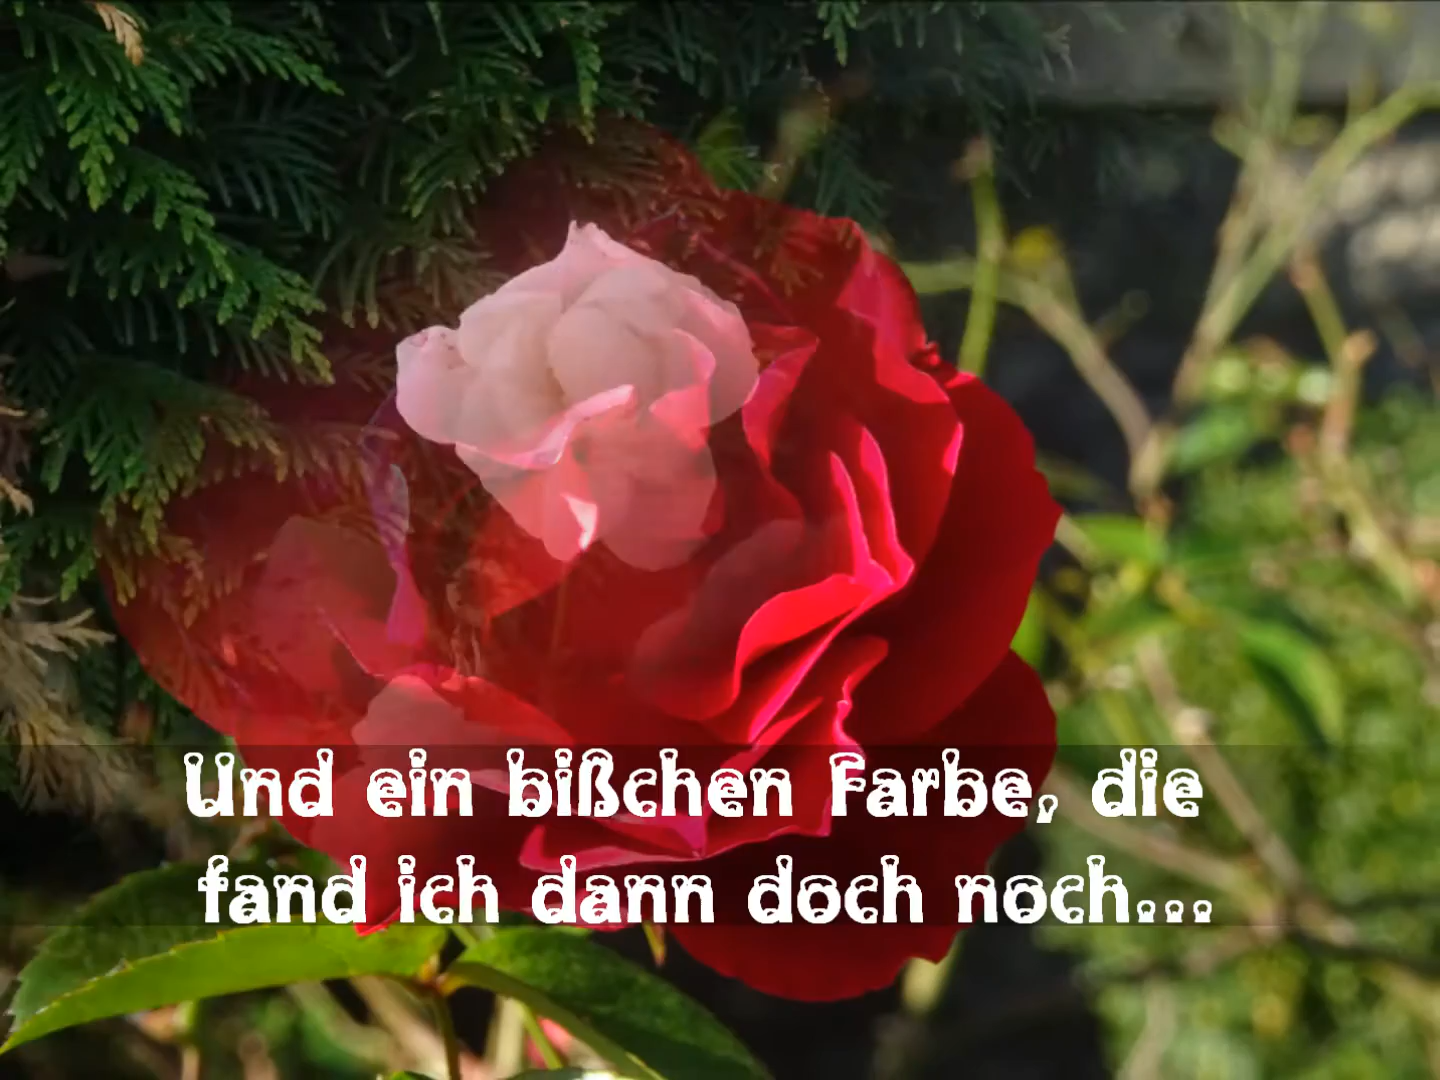 Und ein bißchen Farbe, die
fand ich dann doch noch...